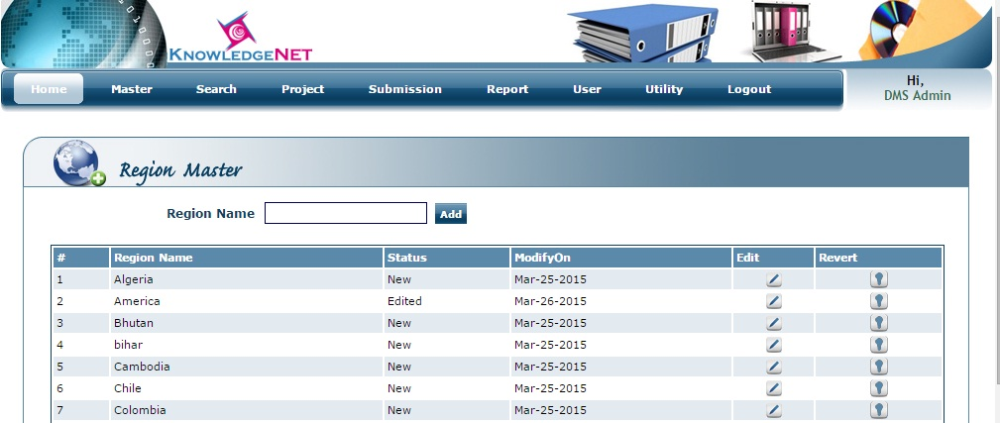 KNOWLEDGENET
Home Master Search Project Submission Report User Utility Logout
Hi,
DMS Admin
Region Master
Region Name Add
# Region Name Status ModifyOn Edit Revert
1 Algeria New Mar-25-2015
2 America Edited Mar-26-2015
3 Bhutan New Mar-25-2015
4 bihar New Mar-25-2015
5 Cambodia New Mar-25-2015
6 Chile New Mar-25-2015
7 Colombia New Mar-25-2015